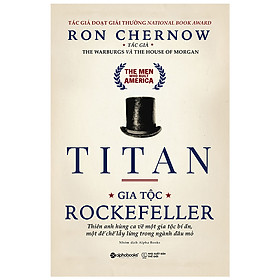 TÁC GIẢ ĐOẠT GIẢI THƯỞNG NATIONAL BOOK AWARD
RON CHERNOW
TÁC GIẢ
THE WARBURGS VÀ THE HOUSE OF MORGAN
THE MEN
WHO BUILT
AMERICA
TITAN
GIA TỘC
ROCKEFELLER
Thiên anh hùng ca về một gia tộc bí ẩn,
một đế chế lẫy lừng trong ngành dầu mỏ
Nhóm dịch Alpha Books
alphabooks